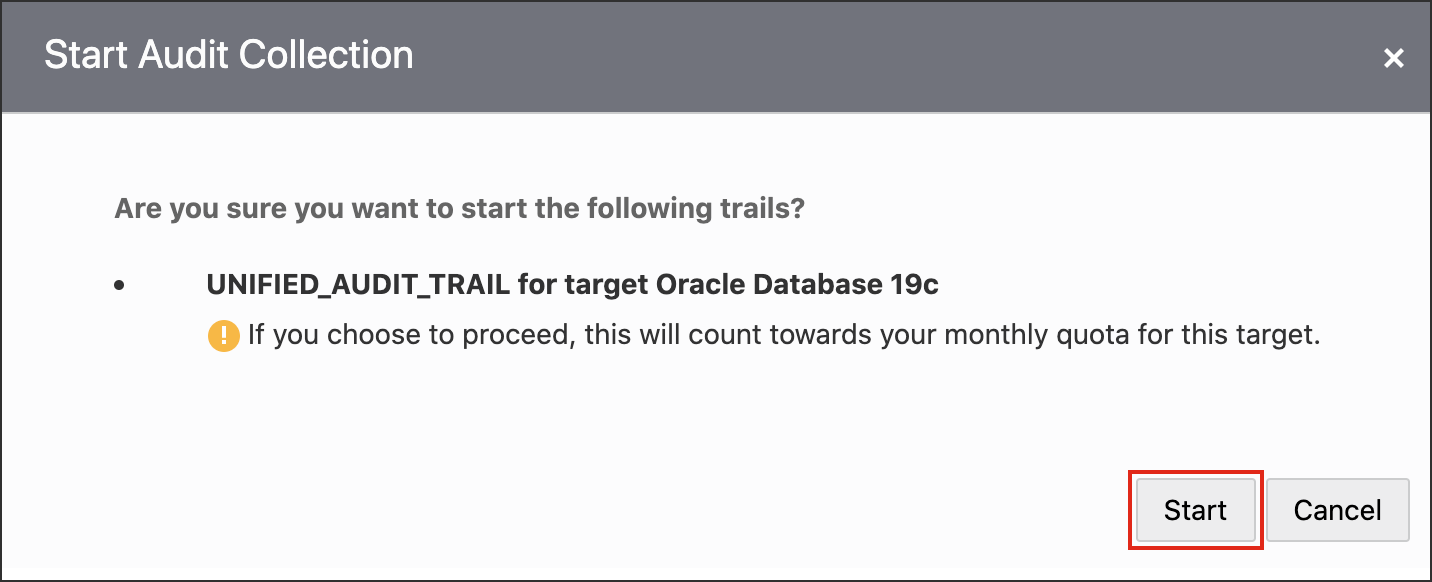 Start Audit Collection
Are you sure you want to start the following trails?
UNIFIED_AUDIT_TRAIL for target Oracle Database 19c
If you choose to proceed, this will count towards your monthly quota for this target.
Start Cancel